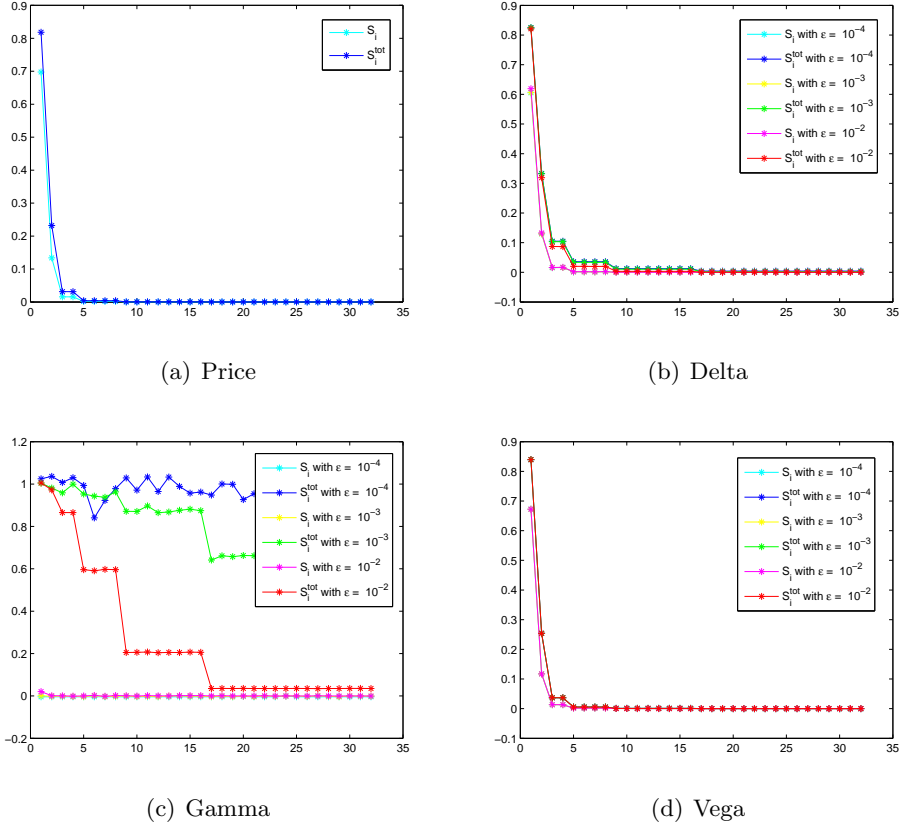 0.9
0.8
0.7
0.6
0.5
0.4
0.3
0.2
0.1
0
0 5 10 15 20 25 30 35
S_i
S_i^tot
(a) Price
0.9
0.8
0.7
0.6
0.5
0.4
0.3
0.2
0.1
0
−0.1
0 5 10 15 20 25 30 35
S_i with ε = 10^−4
S_i^tot with ε = 10^−4
S_i with ε = 10^−3
S_i^tot with ε = 10^−3
S_i with ε = 10^−2
S_i^tot with ε = 10^−2
(b) Delta
1.2
1
0.8
0.6
0.4
0.2
0
−0.2
0 5 10 15 20 25 30 35
S_i with ε = 10^−4
S_i^tot with ε = 10^−4
S_i with ε = 10^−3
S_i^tot with ε = 10^−3
S_i with ε = 10^−2
S_i^tot with ε = 10^−2
(c) Gamma
0.9
0.8
0.7
0.6
0.5
0.4
0.3
0.2
0.1
0
−0.1
0 5 10 15 20 25 30 35
S_i with ε = 10^−4
S_i^tot with ε = 10^−4
S_i with ε = 10^−3
S_i^tot with ε = 10^−3
S_i with ε = 10^−2
S_i^tot with ε = 10^−2
(d) Vega